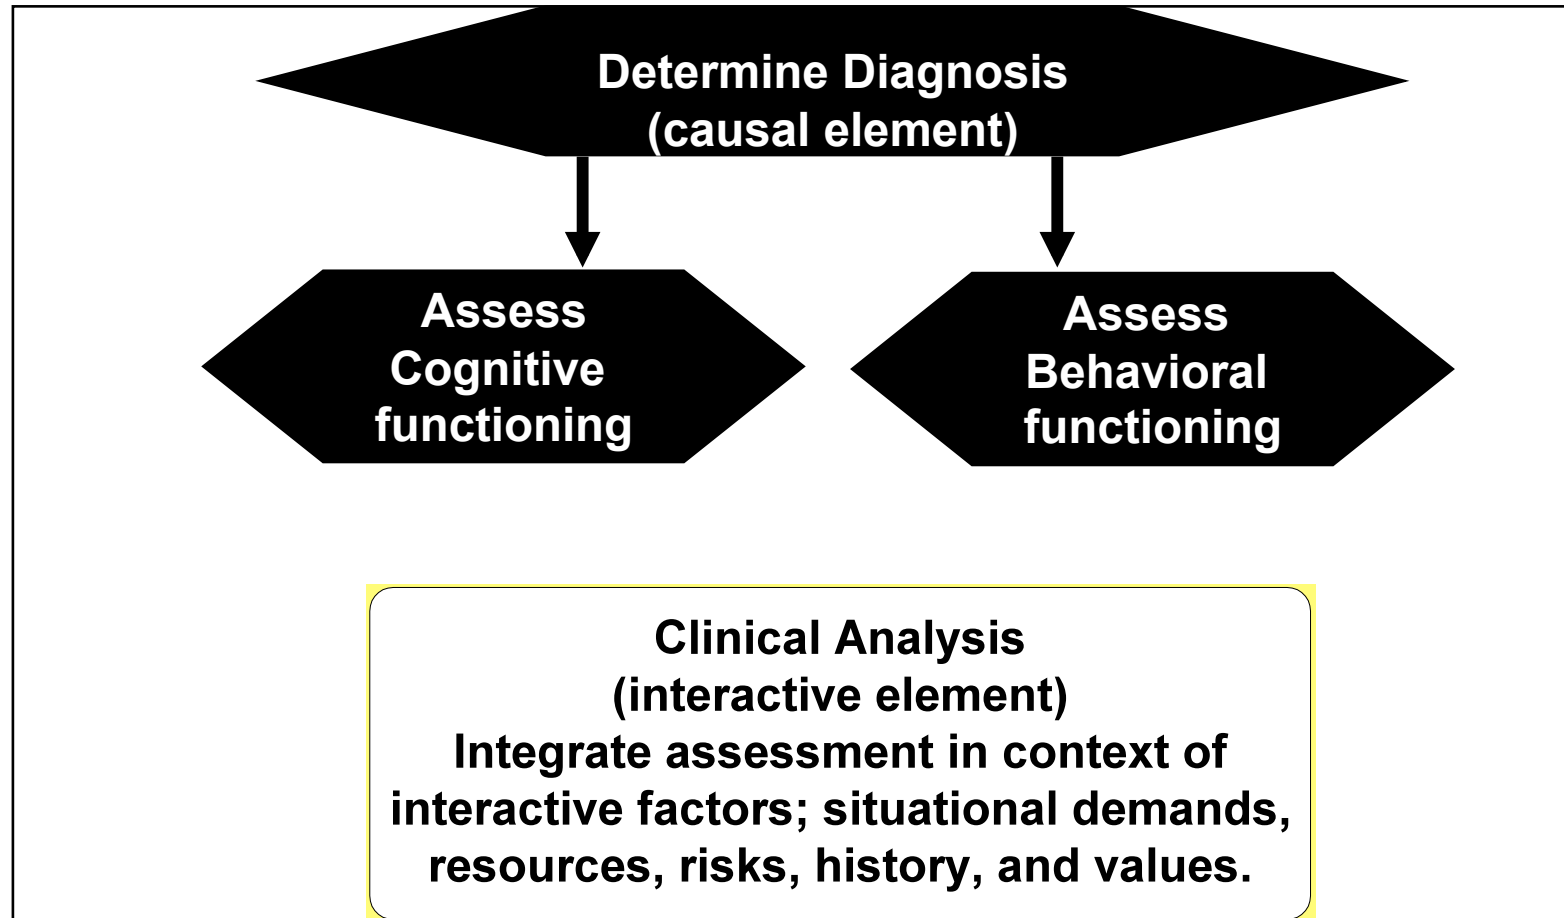 Determine Diagnosis
(causal element)
Assess
Cognitive
functioning
Assess
Behavioral
functioning
Clinical Analysis
(interactive element)
Integrate assessment in context of
interactive factors; situational demands,
resources, risks, history, and values.